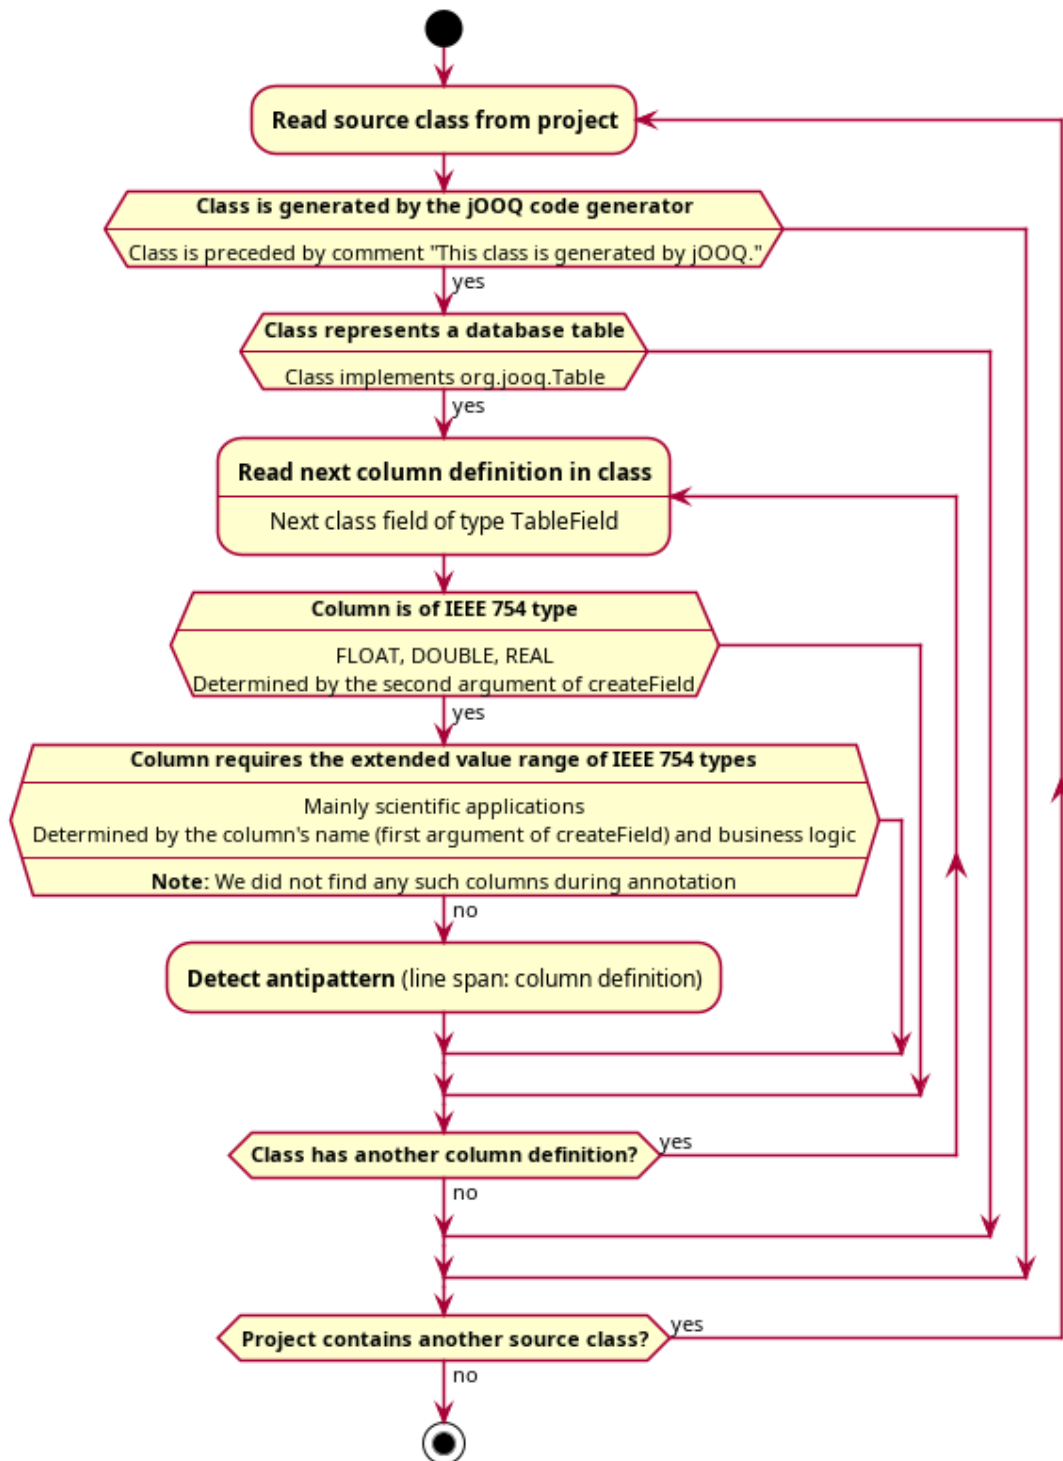 Read source class from project
Class is generated by the jOOQ code generator
Class is preceded by comment "This class is generated by jOOQ."
yes
Class represents a database table
Class implements org.jooq.Table
yes
Read next column definition in class
Next class field of type TableField
Column is of IEEE 754 type
FLOAT, DOUBLE, REAL
Determined by the second argument of createField
yes
Column requires the extended value range of IEEE 754 types
Mainly scientific applications
Determined by the column's name (first argument of createField) and business logic
Note: We did not find any such columns during annotation
no
Detect antipattern (line span: column definition)
Class has another column definition?
yes
no
Project contains another source class?
yes
no